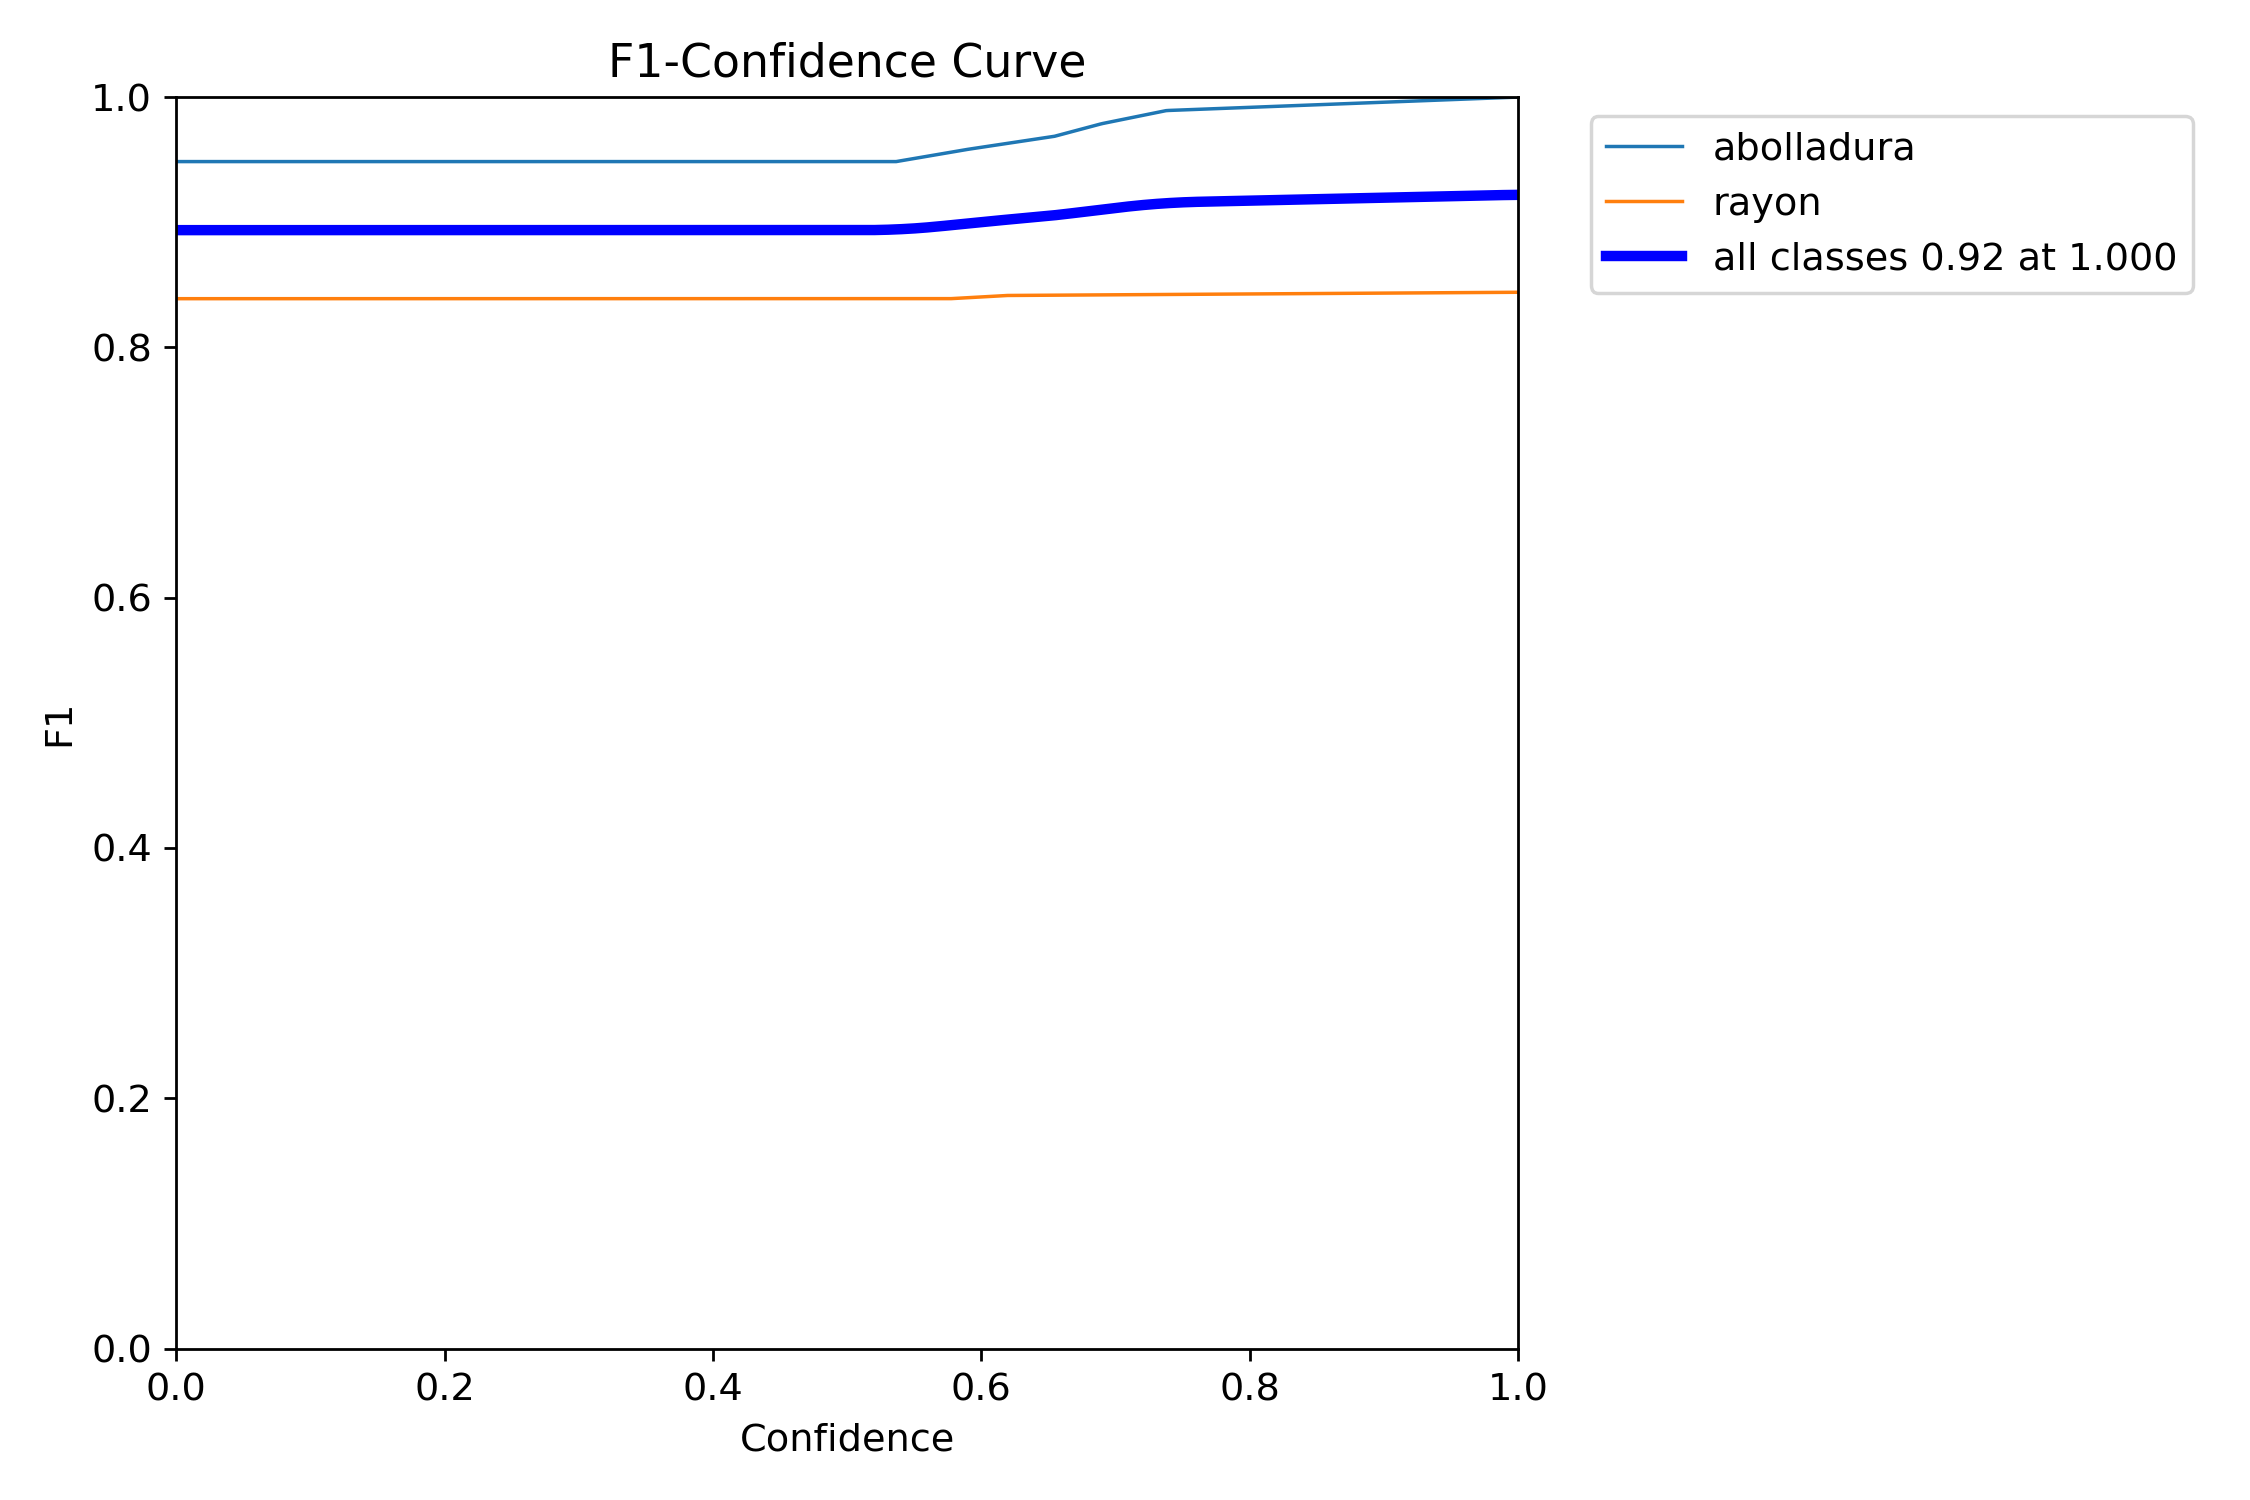 F1-Confidence Curve
1.0
0.8
0.6
0.4
0.2
0.0
F1
0.0 0.2 0.4 0.6 0.8 1.0
Confidence
abolladura
rayon
all classes 0.92 at 1.000